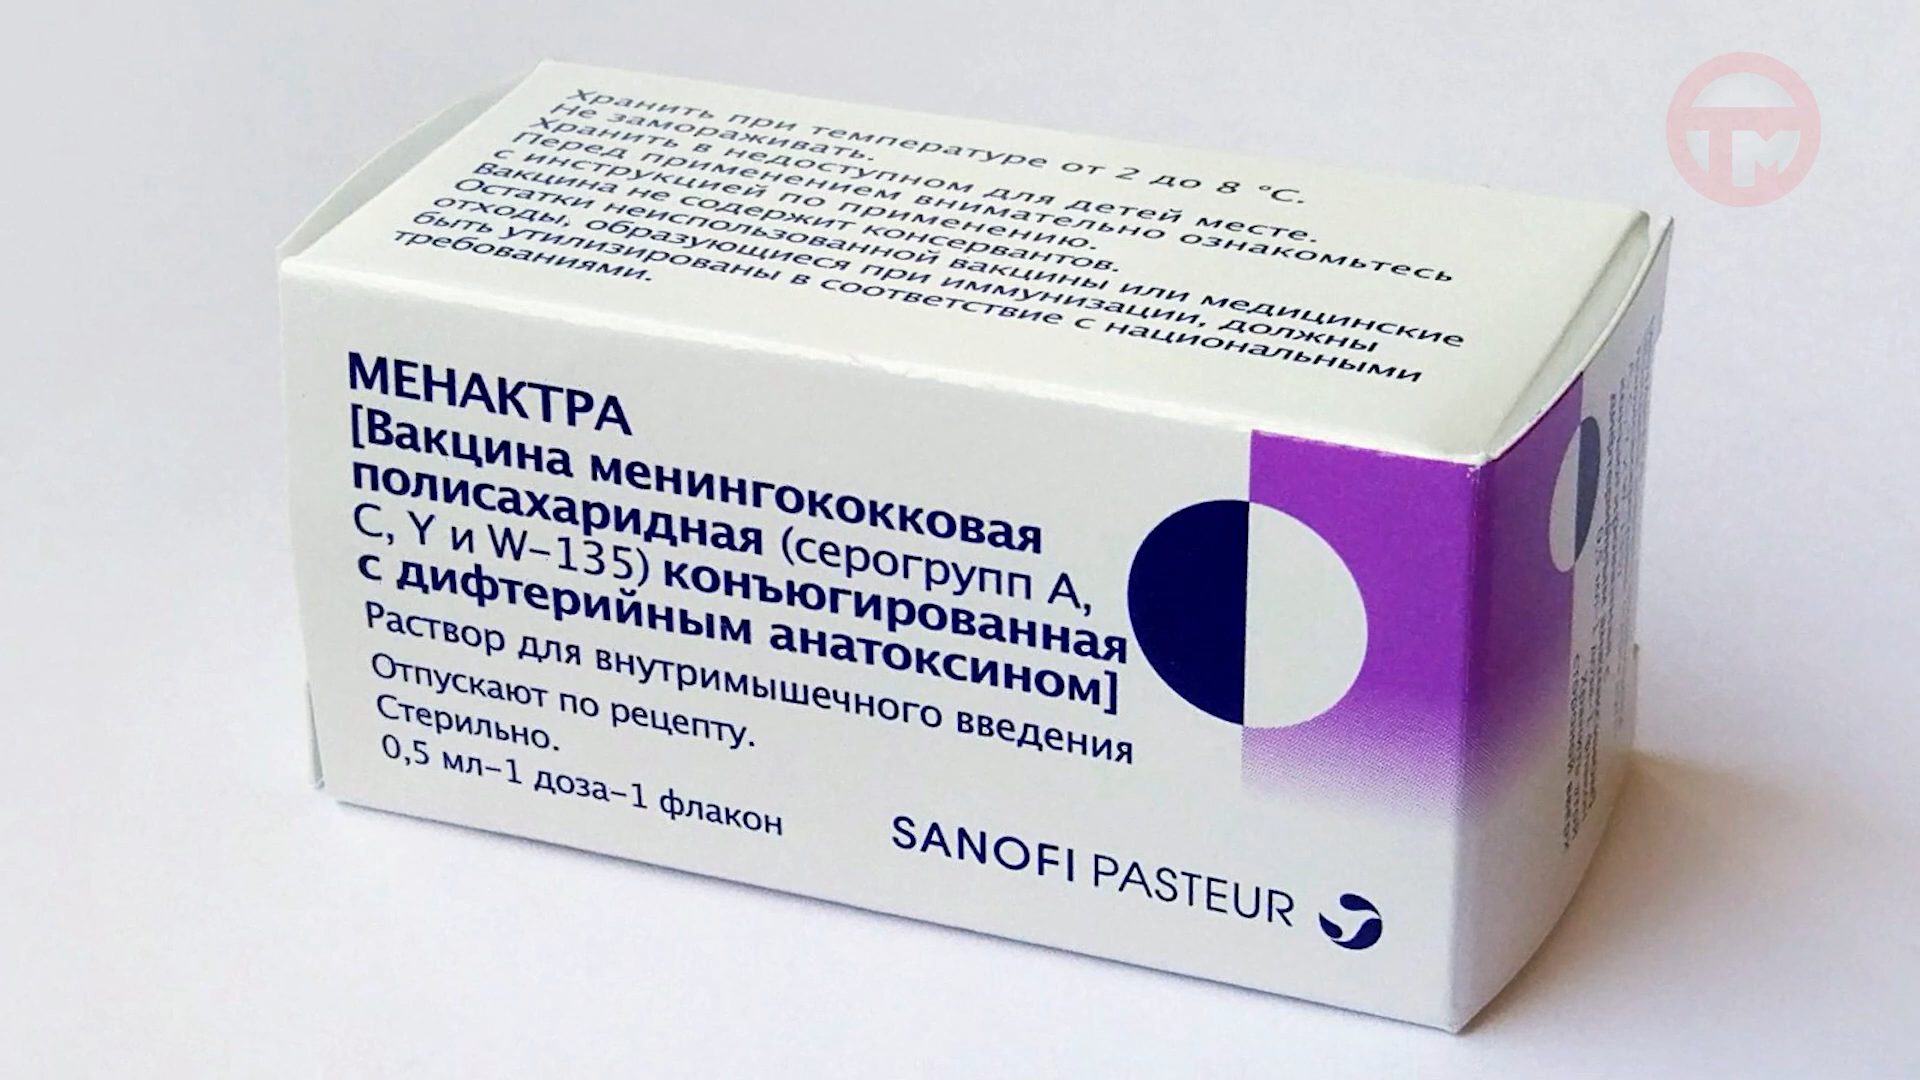 Хранить при температуре от 2 до 8 °С.
Не замораживать.
Хранить в недоступном для детей месте.
Перед применением внимательно ознакомьтесь
с инструкцией по применению.
Вакцина не содержит консервантов.
Остатки неиспользованной вакцины или медицинские
отходы, образующиеся при иммунизации, должны
быть утилизированы в соответствие с национальными
требованиями.
МЕНАКТРА
[Вакцина менингококковая
полисахаридная (серогрупп A,
C, Y и W–135) конъюгированная
с дифтерийным анатоксином]
Раствор для внутримышечного введения
Отпускают по рецепту.
Стерильно.
0,5 мл–1 доза–1 флакон
SANOFI PASTEUR
TM